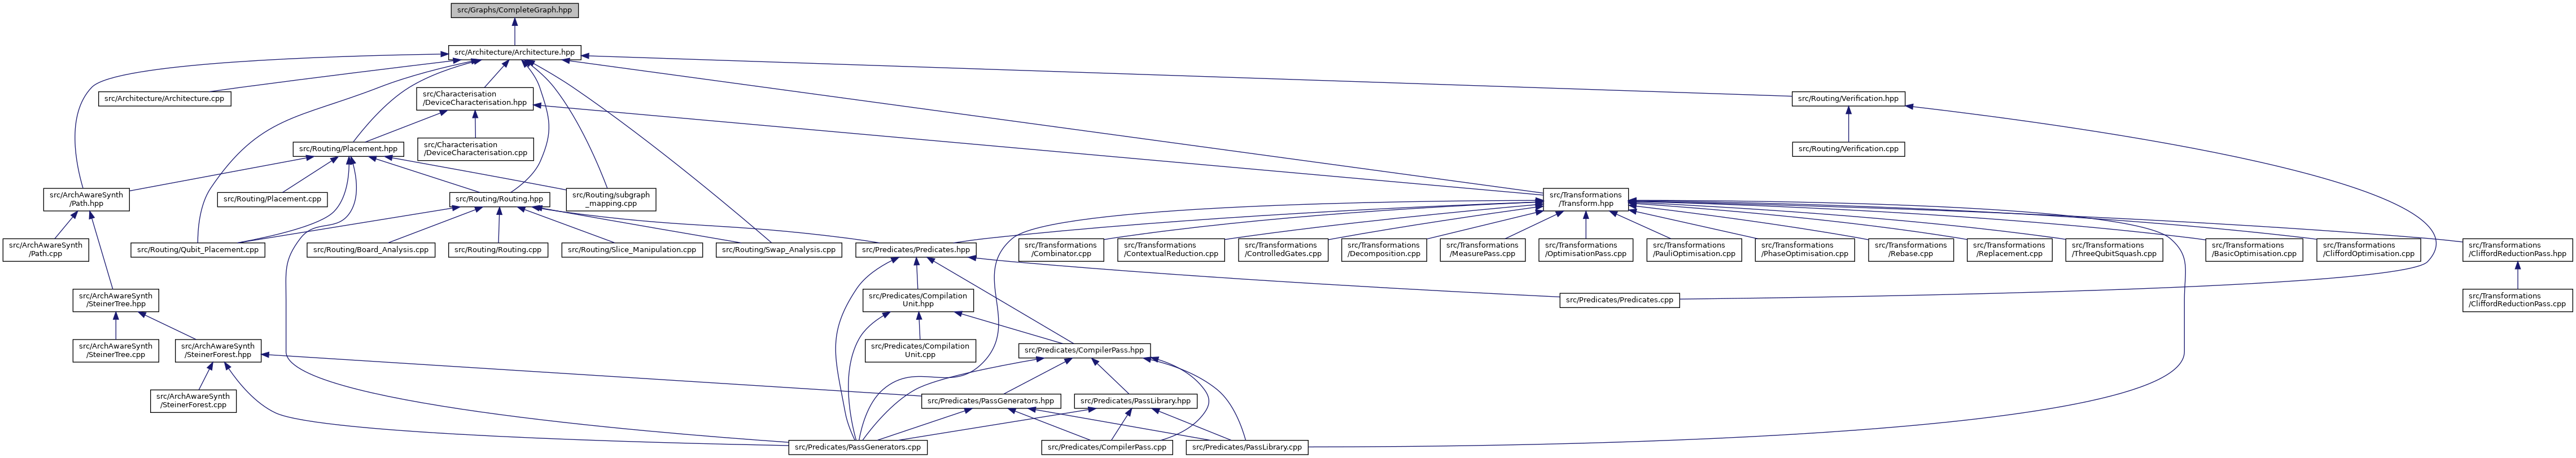 src/Graphs/CompleteGraph.hpp
src/Architecture/Architecture.hpp
src/Architecture/Architecture.cpp
src/Characterisation
/DeviceCharacterisation.hpp
src/Routing/Verification.hpp
src/Routing/Placement.hpp
src/Characterisation
/DeviceCharacterisation.cpp
src/Routing/Verification.cpp
src/ArchAwareSynth
/Path.hpp
src/Routing/Placement.cpp
src/Routing/Routing.hpp
src/Routing/subgraph
_mapping.cpp
src/Transformations
/Transform.hpp
src/ArchAwareSynth
/Path.cpp
src/Routing/Qubit_Placement.cpp
src/Routing/Board_Analysis.cpp
src/Routing/Routing.cpp
src/Routing/Slice_Manipulation.cpp
src/Routing/Swap_Analysis.cpp
src/Predicates/Predicates.hpp
src/Transformations
/Combinator.cpp
src/Transformations
/ContextualReduction.cpp
src/Transformations
/ControlledGates.cpp
src/Transformations
/Decomposition.cpp
src/Transformations
/MeasurePass.cpp
src/Transformations
/OptimisationPass.cpp
src/Transformations
/PauliOptimisation.cpp
src/Transformations
/PhaseOptimisation.cpp
src/Transformations
/Rebase.cpp
src/Transformations
/Replacement.cpp
src/Transformations
/ThreeQubitSquash.cpp
src/Transformations
/BasicOptimisation.cpp
src/Transformations
/CliffordOptimisation.cpp
src/Transformations
/CliffordReductionPass.hpp
src/ArchAwareSynth
/SteinerTree.hpp
src/Predicates/Compilation
Unit.hpp
src/Predicates/Predicates.cpp
src/Transformations
/CliffordReductionPass.cpp
src/ArchAwareSynth
/SteinerTree.cpp
src/ArchAwareSynth
/SteinerForest.hpp
src/Predicates/Compilation
Unit.cpp
src/Predicates/CompilerPass.hpp
src/ArchAwareSynth
/SteinerForest.cpp
src/Predicates/PassGenerators.hpp
src/Predicates/PassLibrary.hpp
src/Predicates/PassGenerators.cpp
src/Predicates/CompilerPass.cpp
src/Predicates/PassLibrary.cpp